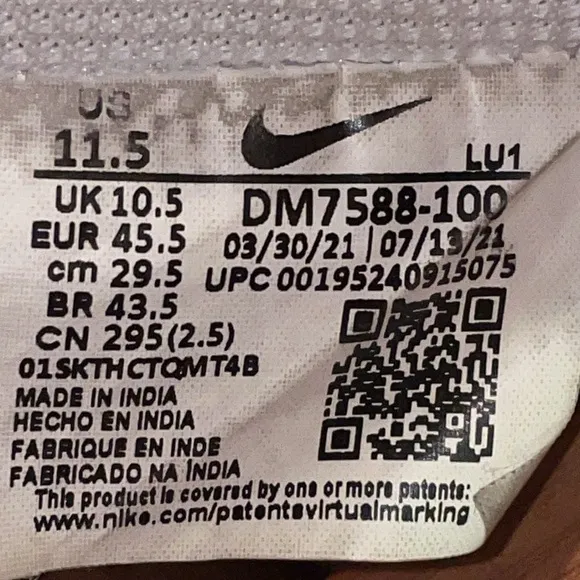 US
11.5
LU1
UK 10.5
DM7588-100
EUR 45.5
03/30/21 | 07/13/21
cm 29.5
UPC 00195240915075
BR 43.5
CN 295 (2.5)
01SKTHCTQMT4B
MADE IN INDIA
HECHO EN INDIA
FABRIQUE EN INDE
FABRICADO NA ÍNDIA
This product is covered by one or more patents:
www.nike.com/patentsvirtualmarking